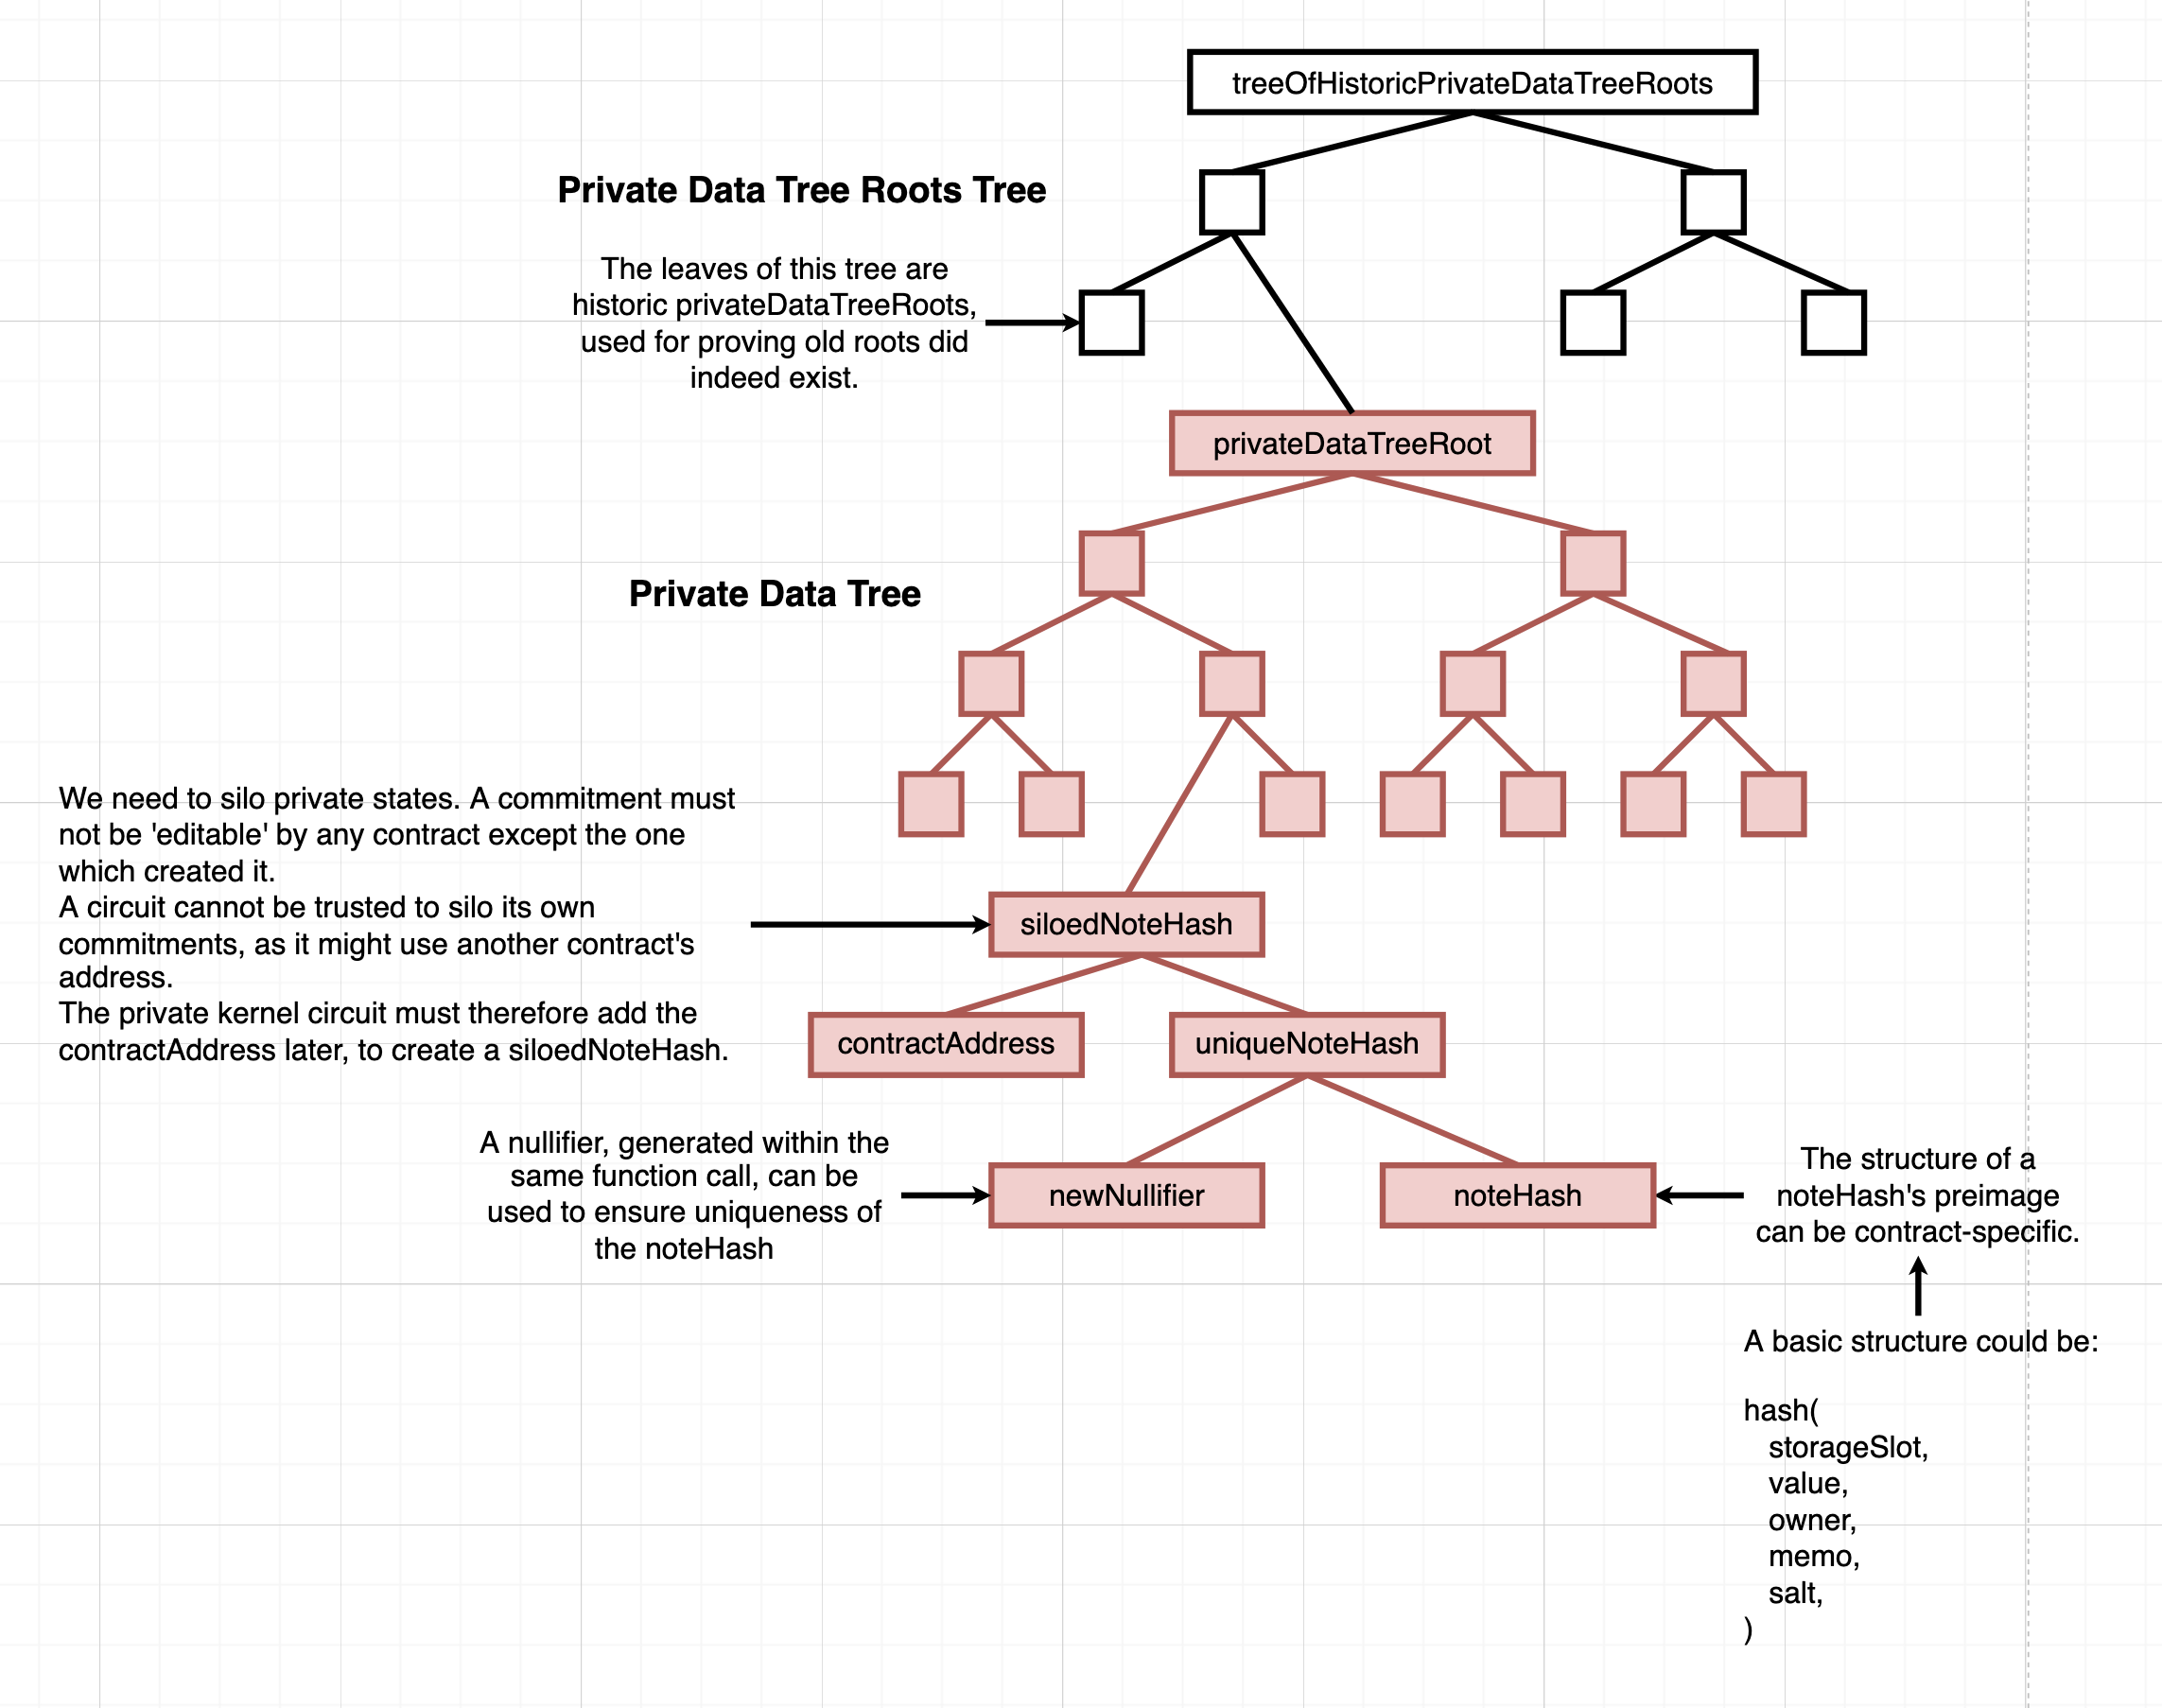 treeOfHistoricPrivateDataTreeRoots
Private Data Tree Roots Tree
The leaves of this tree are
historic privateDataTreeRoots,
used for proving old roots did
indeed exist.
privateDataTreeRoot
Private Data Tree
We need to silo private states. A commitment must
not be 'editable' by any contract except the one
which created it.
A circuit cannot be trusted to silo its own
commitments, as it might use another contract's
address.
The private kernel circuit must therefore add the
contractAddress later, to create a siloedNoteHash.
siloedNoteHash
contractAddress
uniqueNoteHash
A nullifier, generated within the
same function call, can be
used to ensure uniqueness of
the noteHash
newNullifier
noteHash
The structure of a
noteHash's preimage
can be contract-specific.
A basic structure could be:
hash(
storageSlot,
value,
owner,
memo,
salt,
)